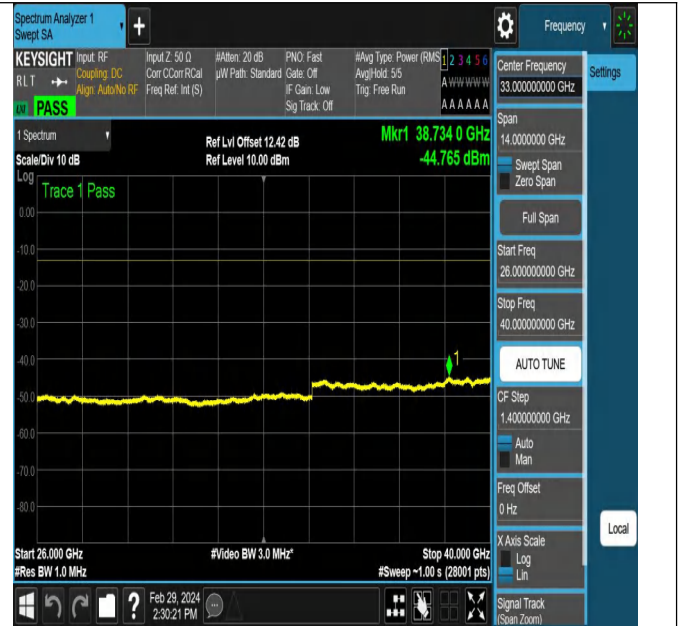 Spectrum Analyzer 1
Swept SA
+
Frequency
KEYSIGHT
RLT
LXI
PASS
Input: RF
Coupling: DC
Align: Auto/No RF
Input Z: 50 Ω
Corr CCorr RCal
Freq Ref: Int (S)
#Atten: 20 dB
µW Path: Standard
PNO: Fast
Gate: Off
IF Gain: Low
Sig Track: Off
#Avg Type: Power (RMS
Avg|Hold: 5/5
Trig: Free Run
1 2 3 4 5 6
A W W W W W
A A A A A A
1 Spectrum
Scale/Div 10 dB
Ref Lvl Offset 12.42 dB
Ref Level 10.00 dBm
Mkr1 38.734 0 GHz
-44.765 dBm
Log
Trace 1 Pass
0.00
-10.0
-20.0
-30.0
-40.0
1
-50.0
-60.0
-70.0
-80.0
Start 26.000 GHz
#Res BW 1.0 MHz
#Video BW 3.0 MHz*
Stop 40.000 GHz
#Sweep ~1.00 s (28001 pts)
Center Frequency
33.000000000 GHz
Settings
Span
14.0000000 GHz
Swept Span
Zero Span
Full Span
Start Freq
26.000000000 GHz
Stop Freq
40.000000000 GHz
AUTO TUNE
CF Step
1.400000000 GHz
Auto
Man
Freq Offset
0 Hz
X Axis Scale
Log
Lin
Local
Signal Track
(Span Zoom)
?
Feb 29, 2024
2:30:21 PM